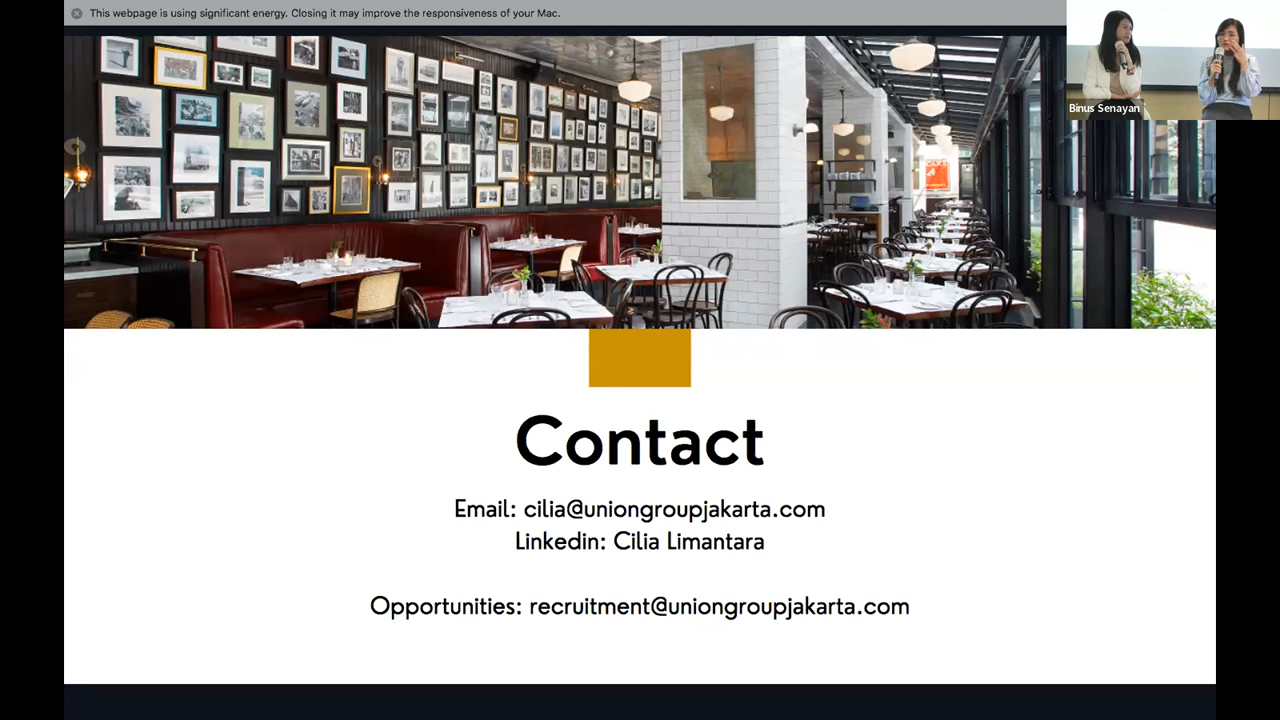 This webpage is using significant energy. Closing it may improve the responsiveness of your Mac.
Binus Senayan
Contact
Email: cilia@uniongroupjakarta.com
Linkedin: Cilia Limantara
Opportunities: recruitment@uniongroupjakarta.com